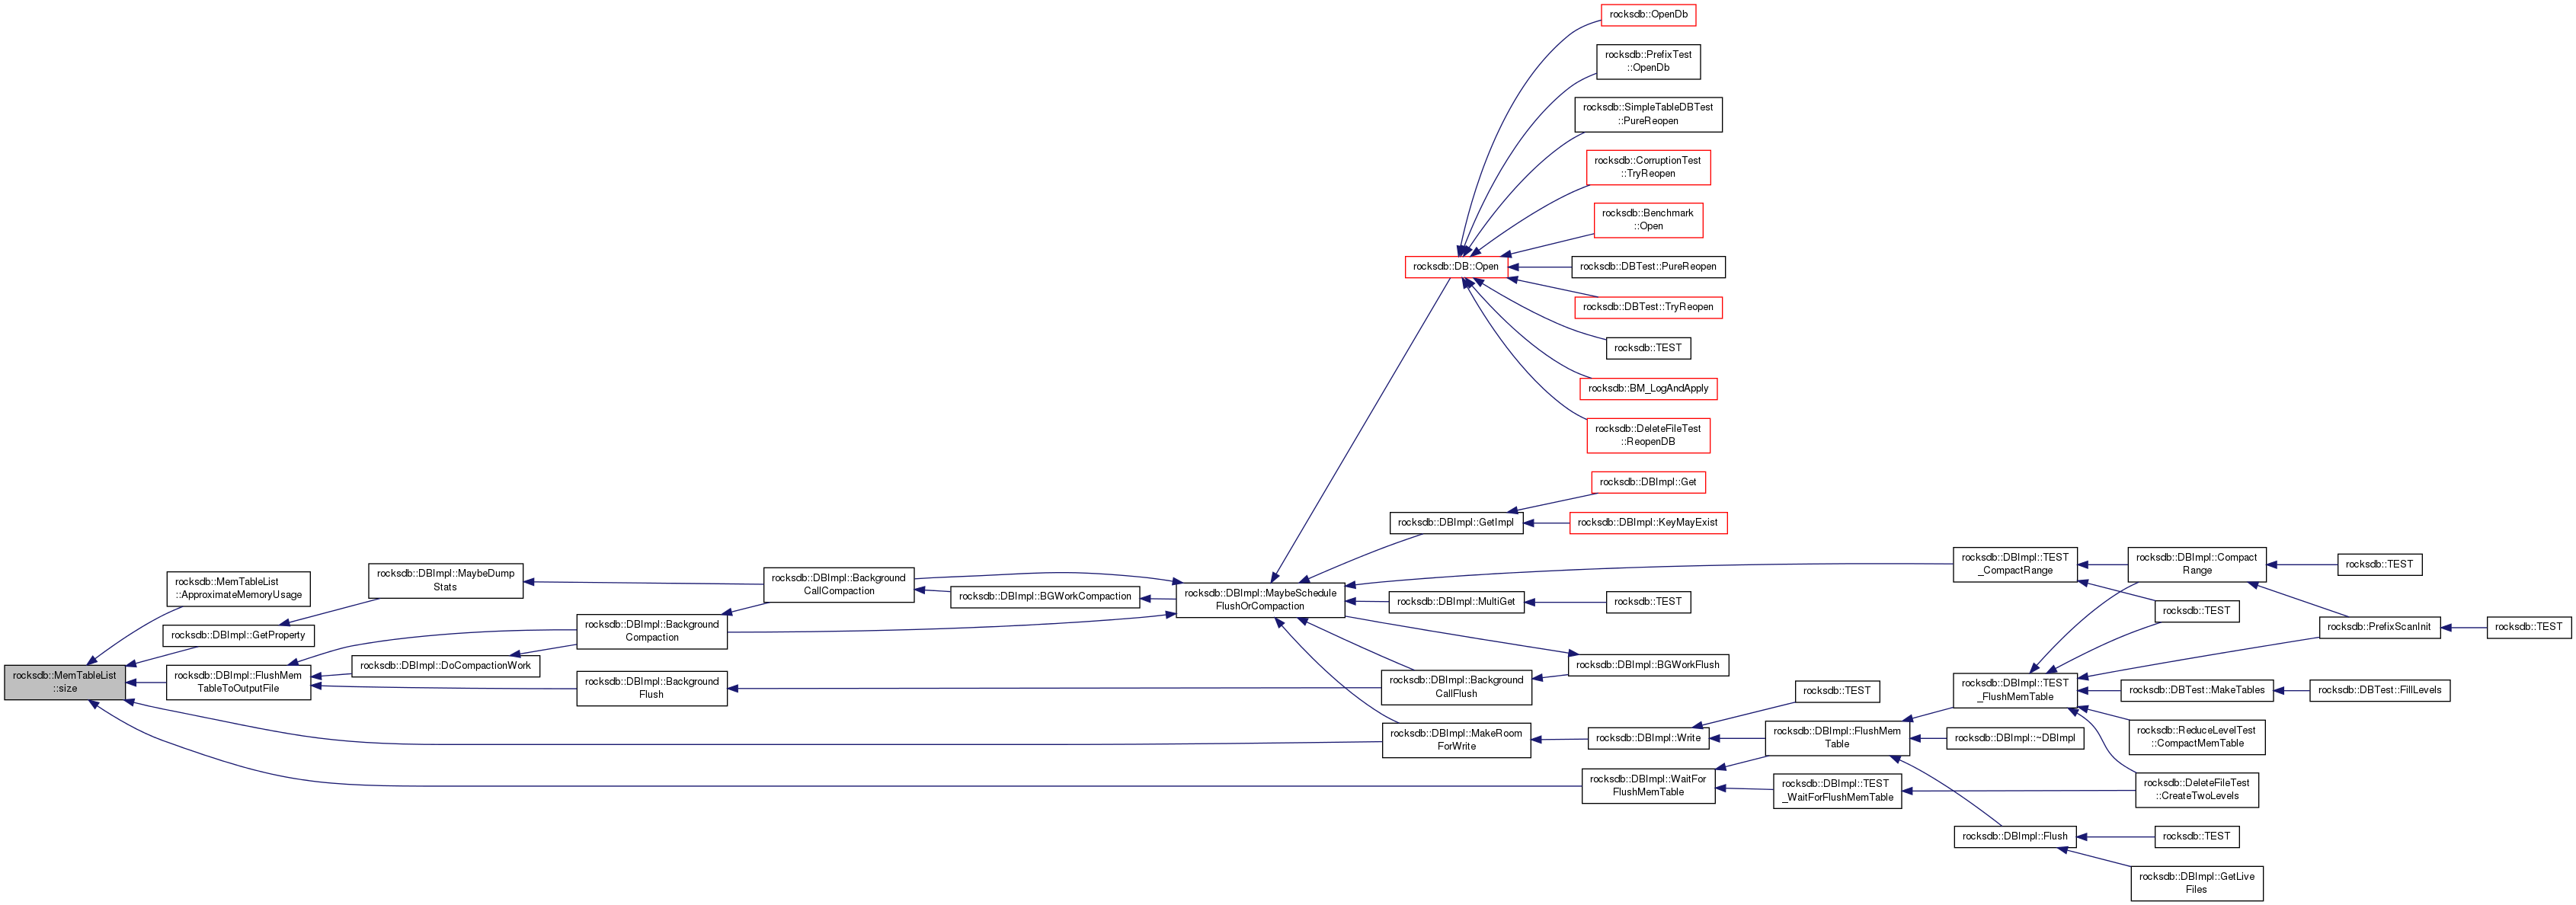 rocksdb::OpenDb
rocksdb::PrefixTest
::OpenDb
rocksdb::SimpleTableDBTest
::PureReopen
rocksdb::CorruptionTest
::TryReopen
rocksdb::Benchmark
::Open
rocksdb::DB::Open
rocksdb::DBTest::PureReopen
rocksdb::DBTest::TryReopen
rocksdb::TEST
rocksdb::BM_LogAndApply
rocksdb::DeleteFileTest
::ReopenDB
rocksdb::DBImpl::Get
rocksdb::DBImpl::GetImpl
rocksdb::DBImpl::KeyMayExist
rocksdb::MemTableList
::size
rocksdb::MemTableList
::ApproximateMemoryUsage
rocksdb::DBImpl::GetProperty
rocksdb::DBImpl::FlushMem
TableToOutputFile
rocksdb::DBImpl::MaybeDump
Stats
rocksdb::DBImpl::DoCompactionWork
rocksdb::DBImpl::Background
Compaction
rocksdb::DBImpl::Background
Flush
rocksdb::DBImpl::Background
CallCompaction
rocksdb::DBImpl::BGWorkCompaction
rocksdb::DBImpl::MaybeSchedule
FlushOrCompaction
rocksdb::DBImpl::MultiGet
rocksdb::TEST
rocksdb::DBImpl::BGWorkFlush
rocksdb::DBImpl::Background
CallFlush
rocksdb::DBImpl::MakeRoom
ForWrite
rocksdb::DBImpl::Write
rocksdb::TEST
rocksdb::DBImpl::WaitFor
FlushMemTable
rocksdb::DBImpl::FlushMem
Table
rocksdb::DBImpl::TEST
_WaitForFlushMemTable
rocksdb::DBImpl::TEST
_CompactRange
rocksdb::DBImpl::TEST
_FlushMemTable
rocksdb::DBImpl::~DBImpl
rocksdb::DBImpl::Flush
rocksdb::DBImpl::Compact
Range
rocksdb::TEST
rocksdb::TEST
rocksdb::PrefixScanInit
rocksdb::TEST
rocksdb::DBTest::MakeTables
rocksdb::DBTest::FillLevels
rocksdb::ReduceLevelTest
::CompactMemTable
rocksdb::DeleteFileTest
::CreateTwoLevels
rocksdb::TEST
rocksdb::DBImpl::GetLive
Files